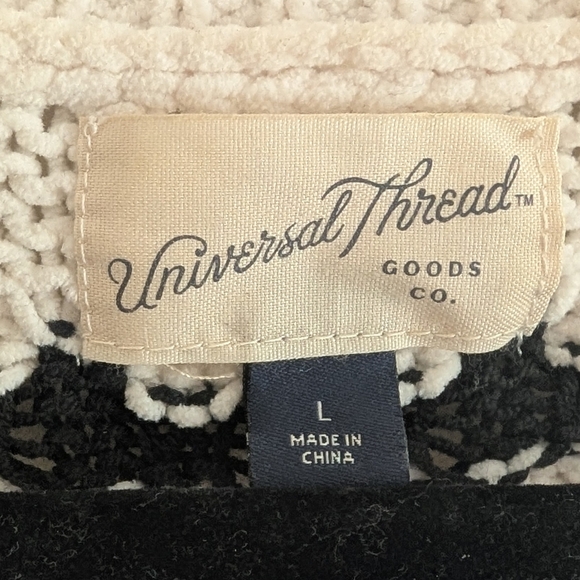 Universal Thread™
GOODS
CO.
L
MADE IN
CHINA